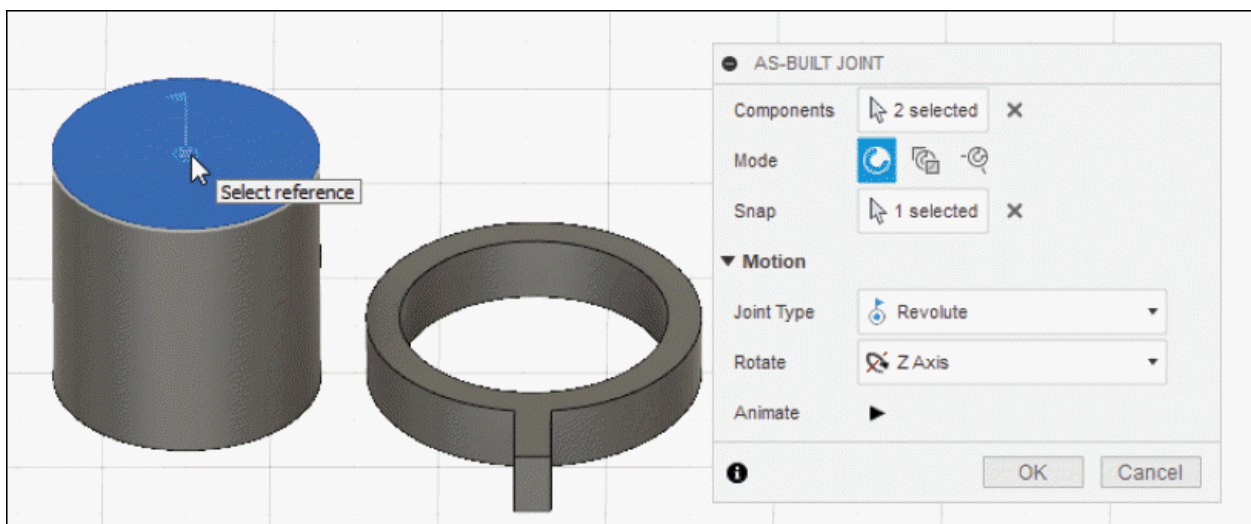 AS-BUILT JOINT
Components 2 selected
Mode
Select reference
Snap 1 selected
Motion
Joint Type Revolute
Rotate Z Axis
Animate
OK Cancel